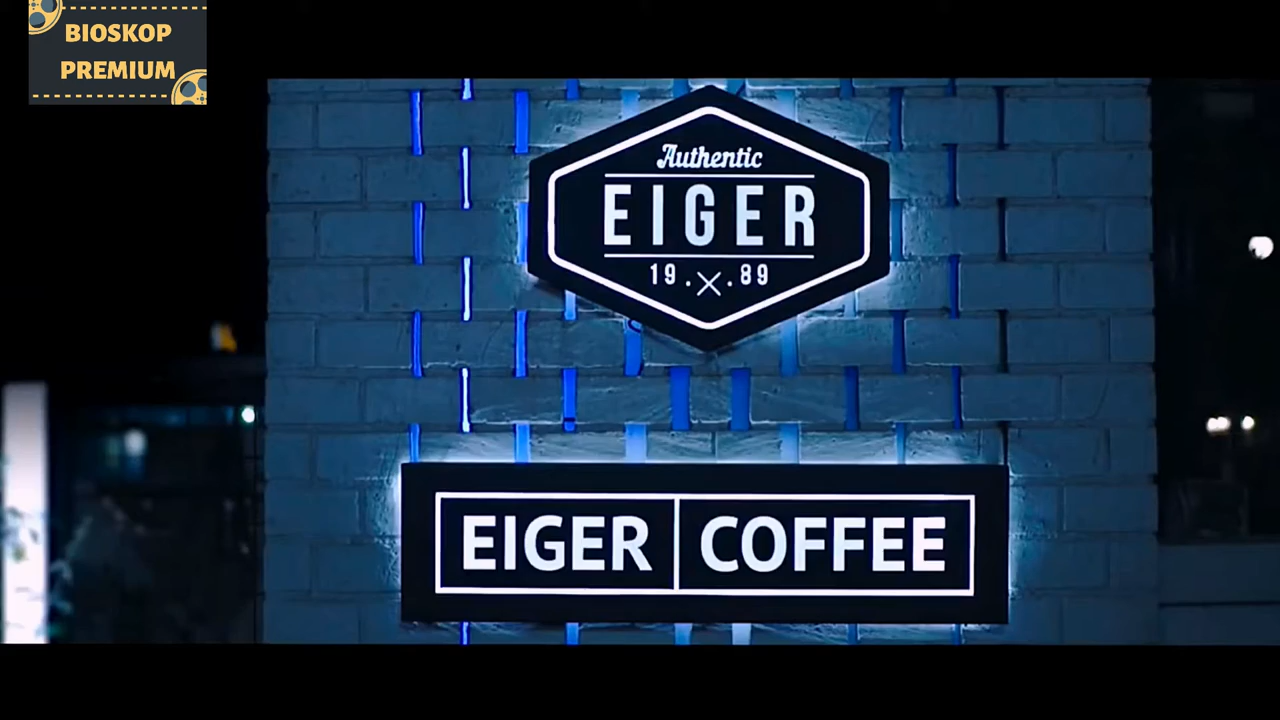 BIOSKOP
PREMIUM
Authentic
EIGER
19.X.89
EIGER COFFEE